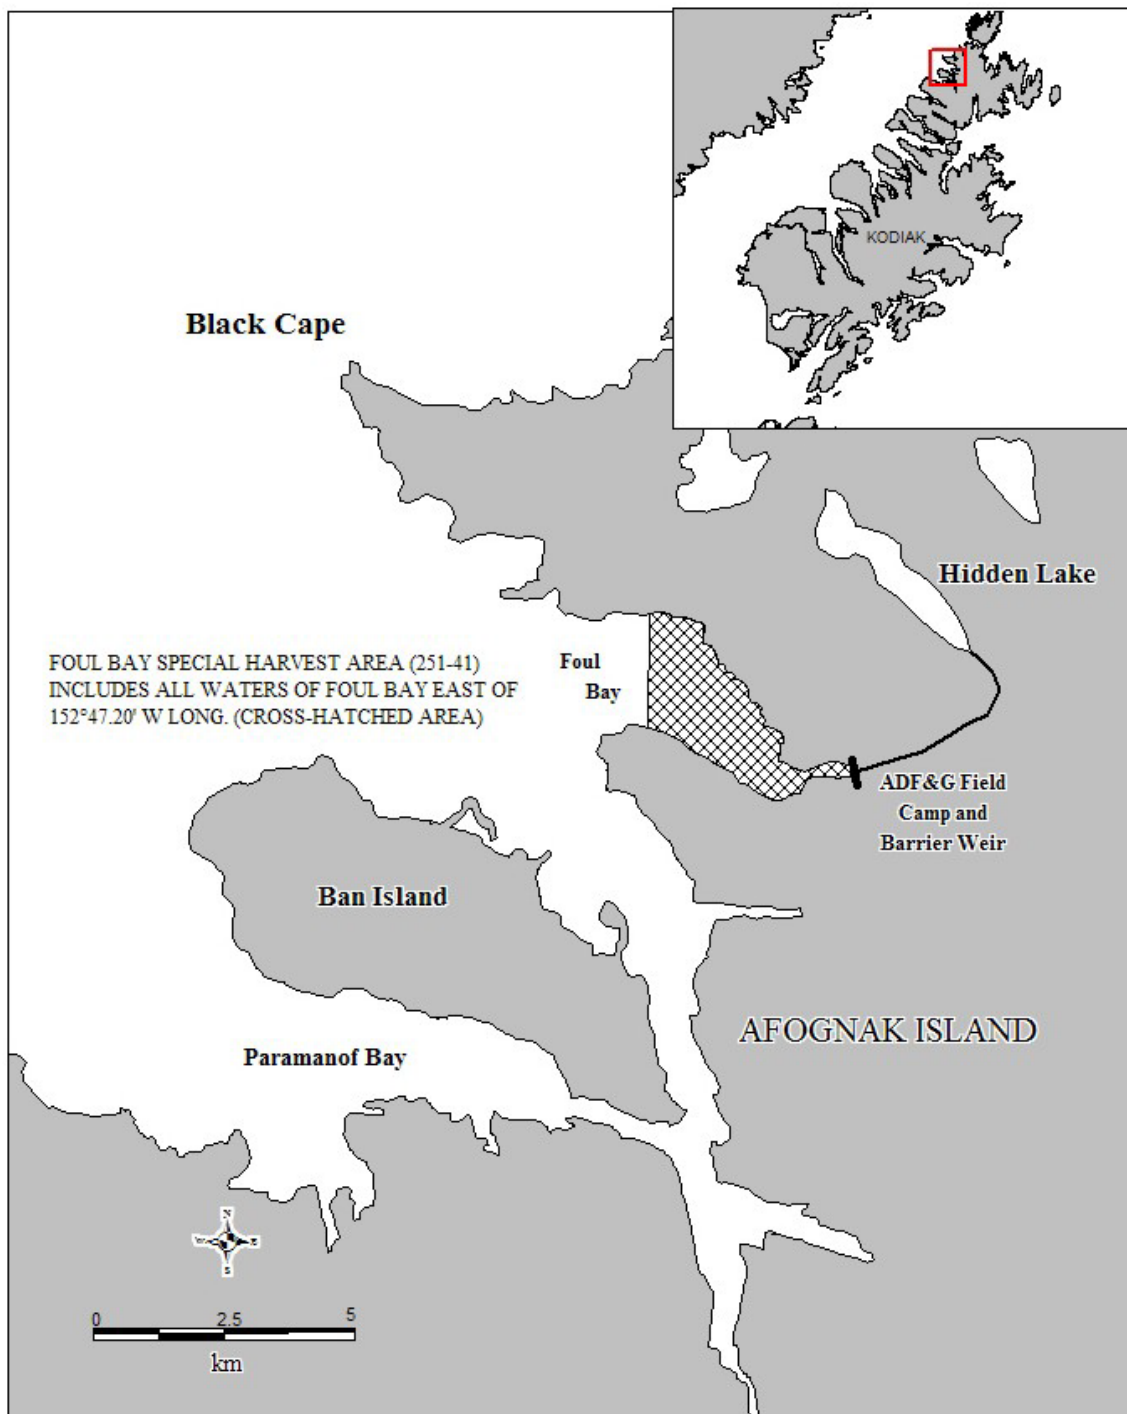 KODIAK
Black Cape
Hidden Lake
Foul
Bay
FOUL BAY SPECIAL HARVEST AREA (251-41)
INCLUDES ALL WATERS OF FOUL BAY EAST OF
152°47.20' W LONG. (CROSS-HATCHED AREA)
ADF&G Field
Camp and
Barrier Weir
Ban Island
AFOGNAK ISLAND
Paramanof Bay
N
W
E
S
0 2.5 5
km